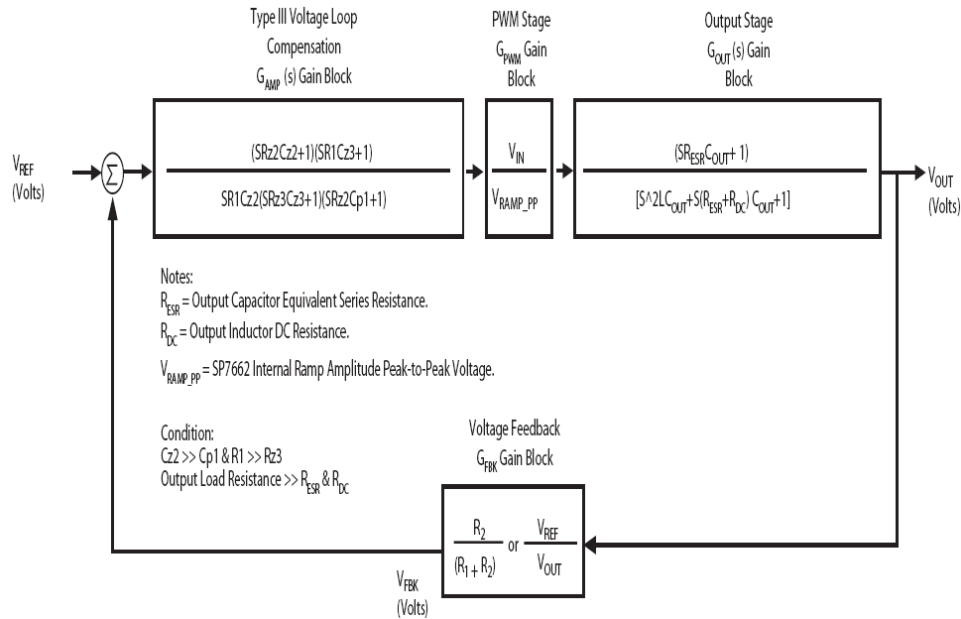 Type III Voltage Loop
Compensation
G_AMP (s) Gain Block
PWM Stage
G_PWM Gain
Block
Output Stage
G_OUT (s) Gain
Block
V_REF
(Volts)
Σ
(SRz2Cz2+1)(SR1Cz3+1)
SR1Cz2(SRz3Cz3+1)(SRz2Cp1+1)
V_IN
V_RAMP_PP
(SR_ESRC_OUT+ 1)
[S^2LC_OUT+S(R_ESR+R_DC) C_OUT+1]
V_OUT
(Volts)
Notes:
R_ESR = Output Capacitor Equivalent Series Resistance.
R_DC = Output Inductor DC Resistance.
V_RAMP_PP = SP7662 Internal Ramp Amplitude Peak-to-Peak Voltage.
Condition:
Cz2 >> Cp1 & R1 >> Rz3
Output Load Resistance >> R_ESR & R_DC
Voltage Feedback
G_FBK Gain Block
R_2
(R_1 + R_2)
or
V_REF
V_OUT
V_FBK
(Volts)